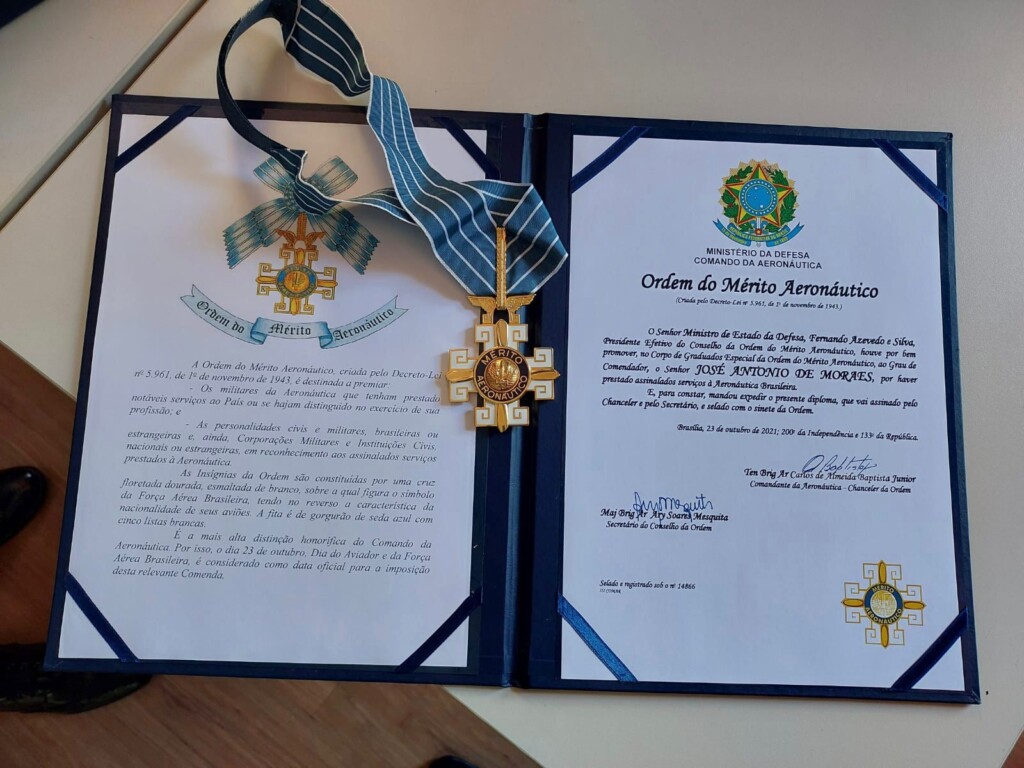 Ordem do Mérito Aeronáutico
A Ordem do Mérito Aeronáutico, criada pelo Decreto-Lei
nº 5.961, de 1º de novembro de 1943, é destinada a premiar:
- Os militares da Aeronáutica que tenham prestado
notáveis serviços ao País ou se hajam distinguido no exercício de sua
profissão; e
- As personalidades civis e militares, brasileiras ou
estrangeiras e, ainda, Corporações Militares e Instituições Civis,
nacionais ou estrangeiras, em reconhecimento aos assinalados serviços
prestados à Aeronáutica.
As Insígnias da Ordem são constituídas por uma cruz
floretada dourada, esmaltada de branco, sobre a qual figura o símbolo
da Força Aérea Brasileira, tendo no reverso a característica da
nacionalidade de seus aviões. A fita é de gorgurão de seda azul com
cinco listas brancas.
É a mais alta distinção honorífica do Comando da
Aeronáutica. Por isso, o dia 23 de outubro, Dia do Aviador e da Força
Aérea Brasileira, é considerado como data oficial para a imposição
desta relevante Comenda.
MÉRITO
AERONÁUTICO
MINISTÉRIO DA DEFESA
COMANDO DA AERONÁUTICA
Ordem do Mérito Aeronáutico
(Criada pelo Decreto-Lei nº 5.961, de 1º de novembro de 1943.)
O Senhor Ministro de Estado da Defesa, Fernando Azevedo e Silva,
Presidente Efetivo do Conselho da Ordem do Mérito Aeronáutico, houve por bem
promover, no Corpo de Graduados Especial da Ordem do Mérito Aeronáutico, ao Grau de
Comendador, o Senhor JOSÉ ANTONIO DE MORAES, por haver
prestado assinalados serviços à Aeronáutica Brasileira.
E, para constar, mandou expedir o presente diploma, que vai assinado pelo
Chanceler e pelo Secretário, e selado com o sinete da Ordem.
Brasília, 23 de outubro de 2021; 200º da Independência e 133º da República.
Ten Brig Ar Carlos de Almeida Baptista Junior
Comandante da Aeronáutica - Chanceler da Ordem
Maj Brig Ar Ary Soares Mesquita
Secretário do Conselho da Ordem
Selado e registrado sob o nº 14866
MÉRITO
AERONÁUTICO